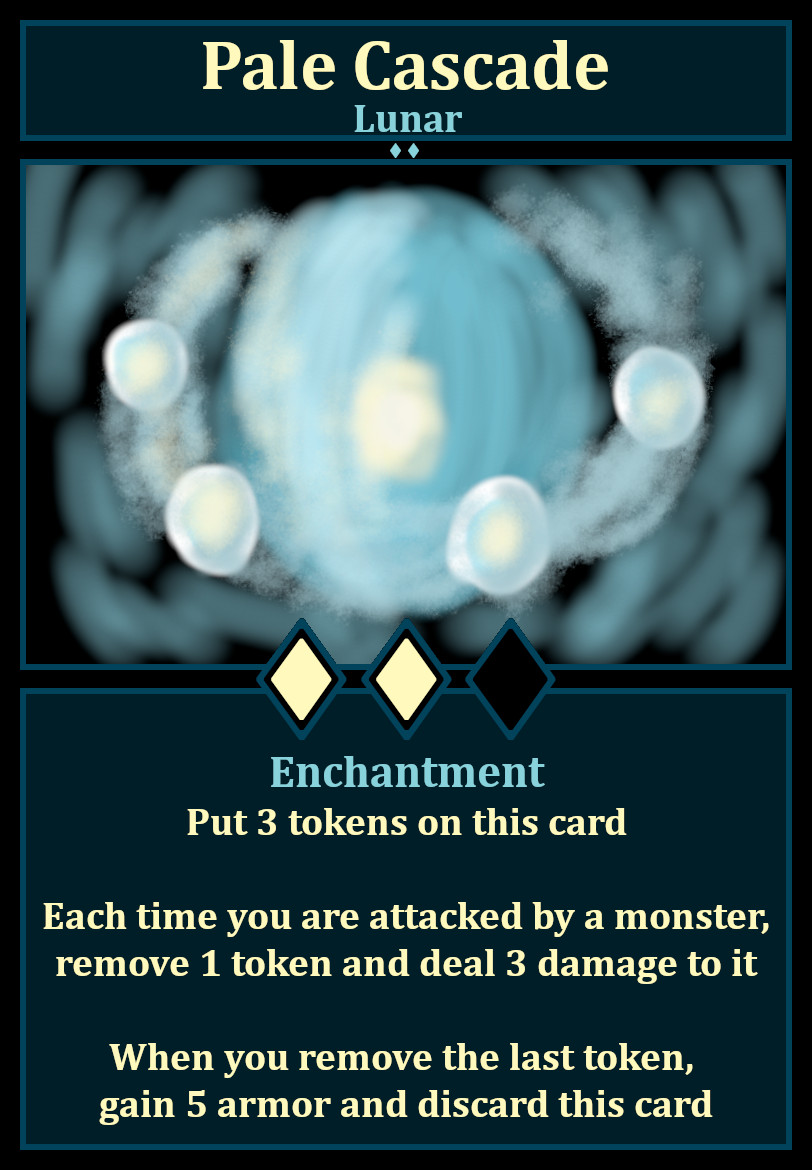 Pale Cascade
Lunar
Enchantment
Put 3 tokens on this card
Each time you are attacked by a monster,
remove 1 token and deal 3 damage to it
When you remove the last token,
gain 5 armor and discard this card